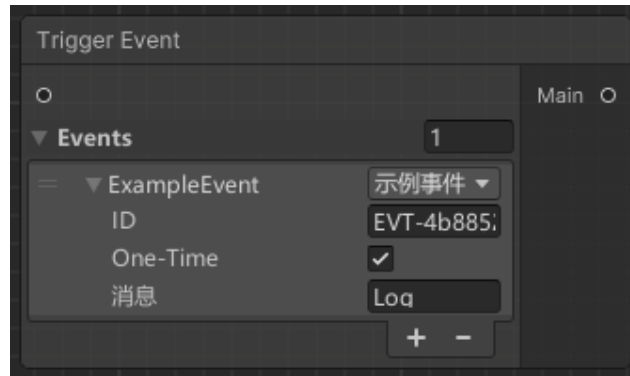 Trigger Event
Main
Events 1
ExampleEvent 示例事件
ID EVT-4b885
One-Time
消息 Log